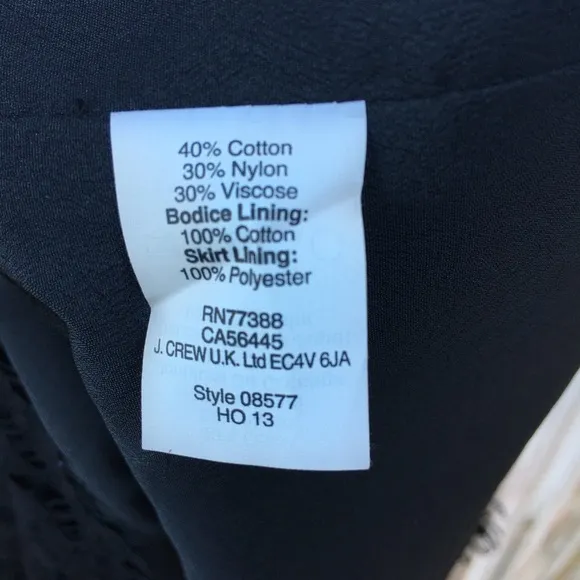 40% Cotton
30% Nylon
30% Viscose
Bodice Lining:
100% Cotton
Skirt Lining:
100% Polyester
RN77388
CA56445
J. CREW U.K. Ltd EC4V 6JA
Style 08577
HO 13